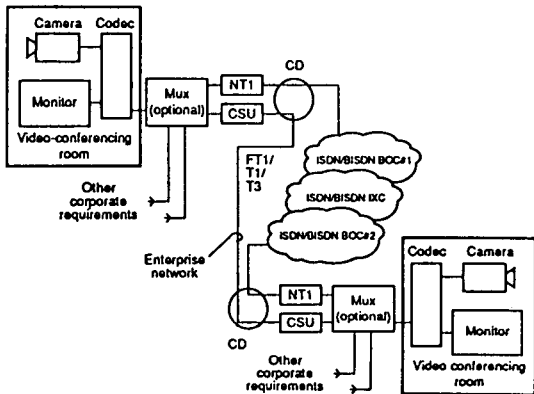 Camera Codec
Monitor
Video-conferencing
room
Mux
(optional)
NT1
CSU
CD
FT1/
T1/
T3
Other
corporate
requirements
ISDN/BISDN BOC#1
ISDN/BISDN IXC
ISDN/BISDN BOC#2
Enterprise
network
CD
NT1
CSU
Mux
(optional)
Other
corporate
requirements
Codec Camera
Monitor
Video conferencing
room